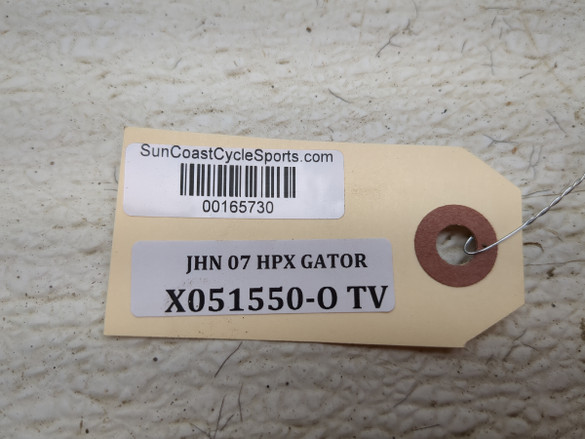 SunCoastCycleSports.com
00165730
JHN 07 HPX GATOR
X051550-O TV